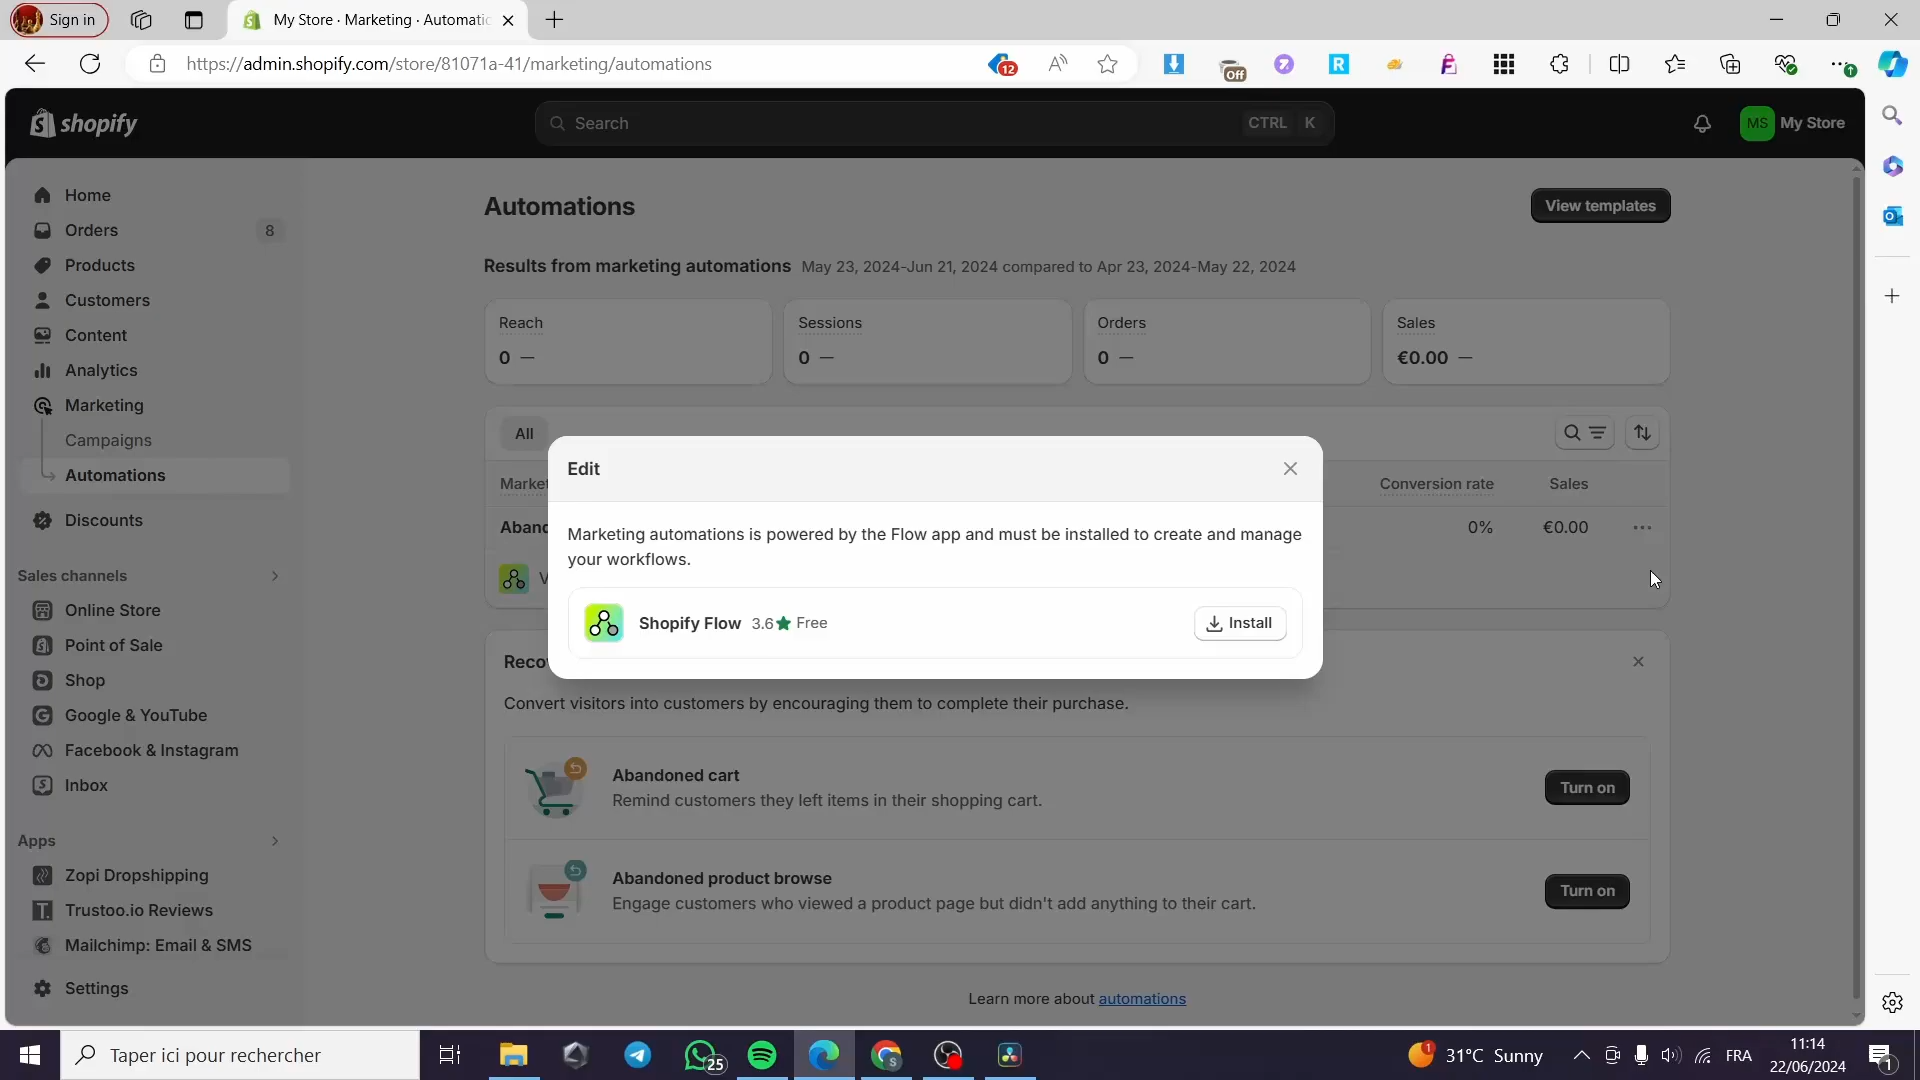 Sign in
My Store · Marketing · Automatic
https://admin.shopify.com/store/81071a-41/marketing/automations
12
Off
shopify
Search
CTRL K
MS
My Store
Home
Orders
8
Products
Customers
Content
Analytics
Marketing
Campaigns
Automations
Discounts
Sales channels
Online Store
Point of Sale
Shop
Google & YouTube
Facebook & Instagram
Inbox
Apps
Zopi Dropshipping
Trustoo.io Reviews
Mailchimp: Email & SMS
Settings
Automations
View templates
Results from marketing automations May 23, 2024-Jun 21, 2024 compared to Apr 23, 2024-May 22, 2024
Reach
0 —
Sessions
0 —
Orders
0 —
Sales
€0.00 —
All
Market
Conversion rate
Sales
Aband
0%
€0.00
Edit
Marketing automations is powered by the Flow app and must be installed to create and manage
your workflows.
Shopify Flow 3.6 Free
Install
Reco
Convert visitors into customers by encouraging them to complete their purchase.
Abandoned cart
Remind customers they left items in their shopping cart.
Turn on
Abandoned product browse
Engage customers who viewed a product page but didn't add anything to their cart.
Turn on
Learn more about automations
Taper ici pour rechercher
25
1
31°C Sunny
FRA
11:14
22/06/2024
1